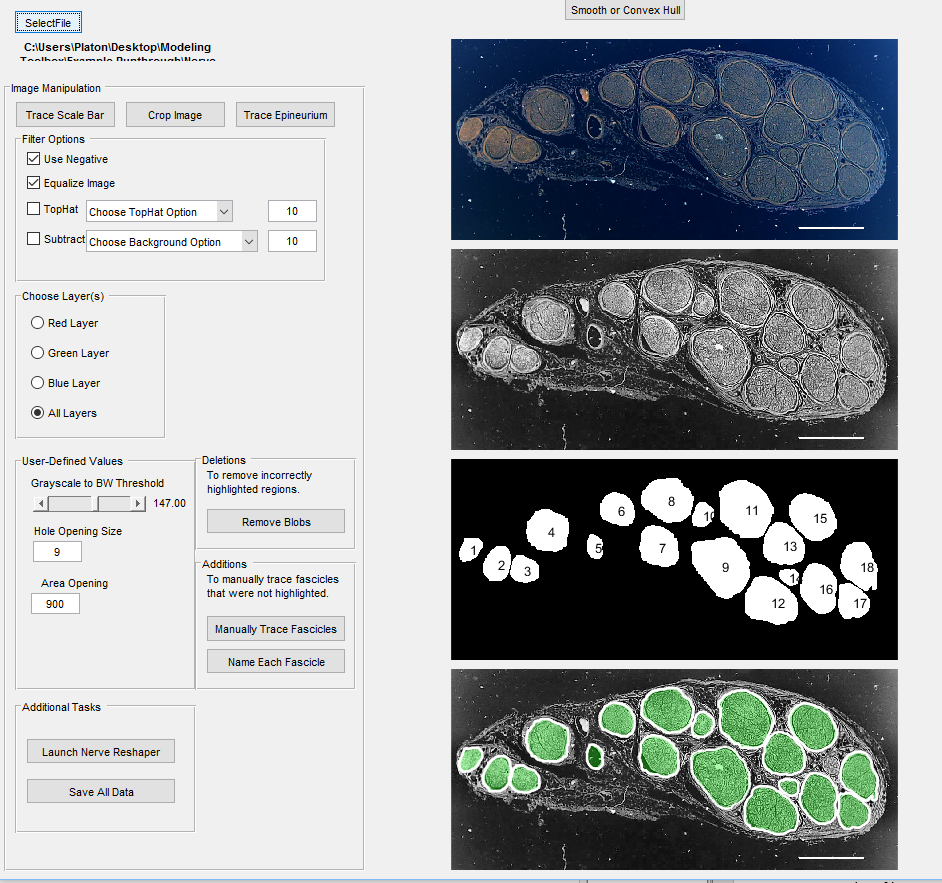 Smooth or Convex Hull
SelectFile
C:\Users\Platon\Desktop\Modeling
Toolbox\Example Runthrough\Nerve
Image Manipulation
Trace Scale Bar
Crop Image
Trace Epineurium
Filter Options
Use Negative
Equalize Image
TopHat
Choose TopHat Option
10
Subtract
Choose Background Option
10
Choose Layer(s)
Red Layer
Green Layer
Blue Layer
All Layers
User-Defined Values
Grayscale to BW Threshold
147.00
Hole Opening Size
9
Area Opening
900
Deletions
To remove incorrectly
highlighted regions.
Remove Blobs
Additions
To manually trace fascicles
that were not highlighted.
Manually Trace Fascicles
Name Each Fascicle
Additional Tasks
Launch Nerve Reshaper
Save All Data
1
2
3
4
5
6
7
8
9
10
11
12
13
14
15
16
17
18